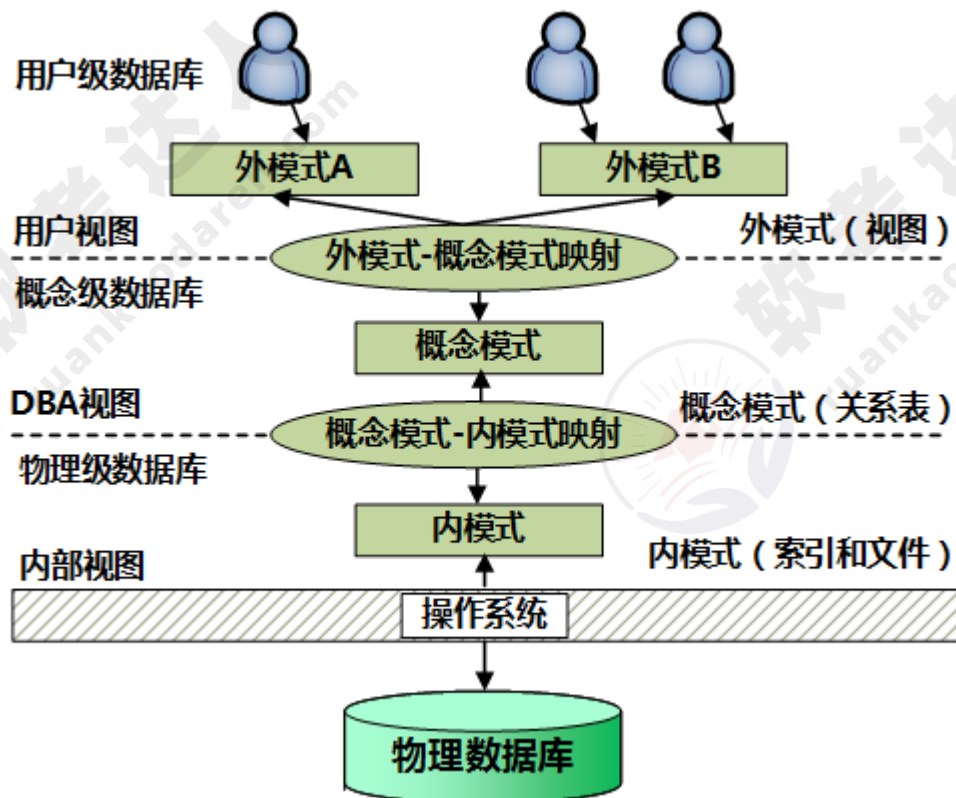 用户级数据库
外模式A
外模式B
用户视图
外模式-概念模式映射
外模式（视图）
概念级数据库
概念模式
DBA视图
概念模式-内模式映射
概念模式（关系表）
物理级数据库
内模式
内部视图
内模式（索引和文件）
操作系统
物理数据库
软考达人